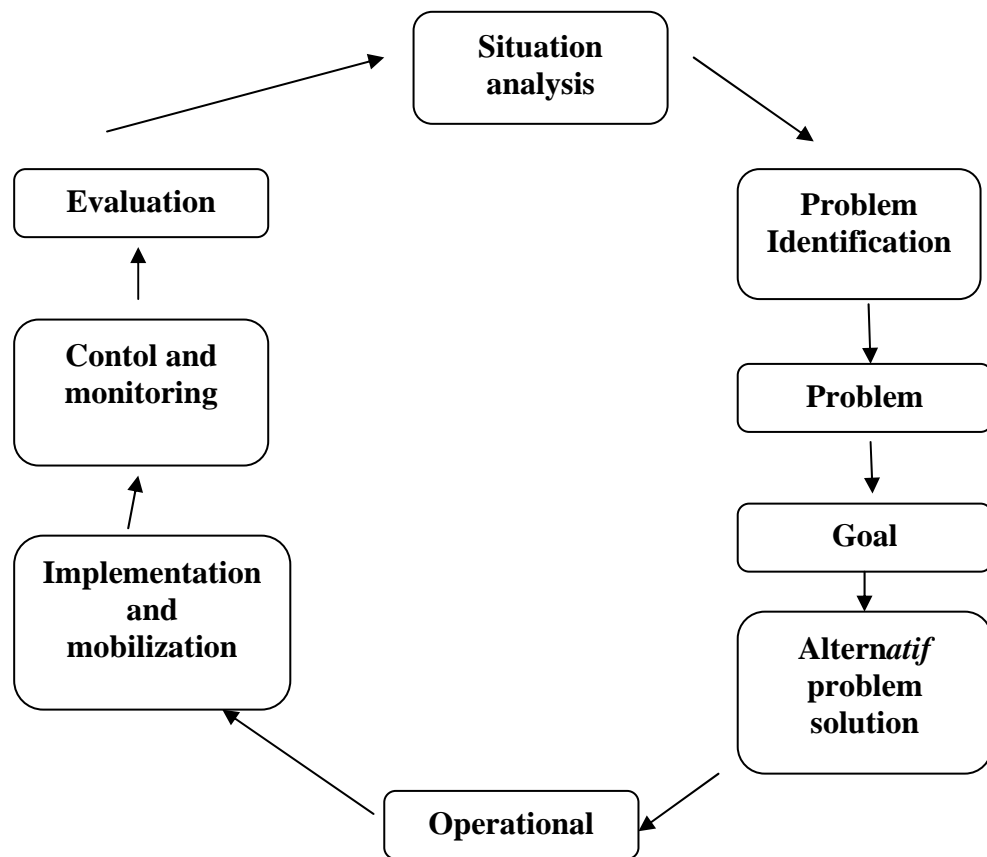 Situation
analysis
Problem
Identification
Problem
Goal
Alternatif
problem
solution
Operational
Implementation
and
mobilization
Contol and
monitoring
Evaluation